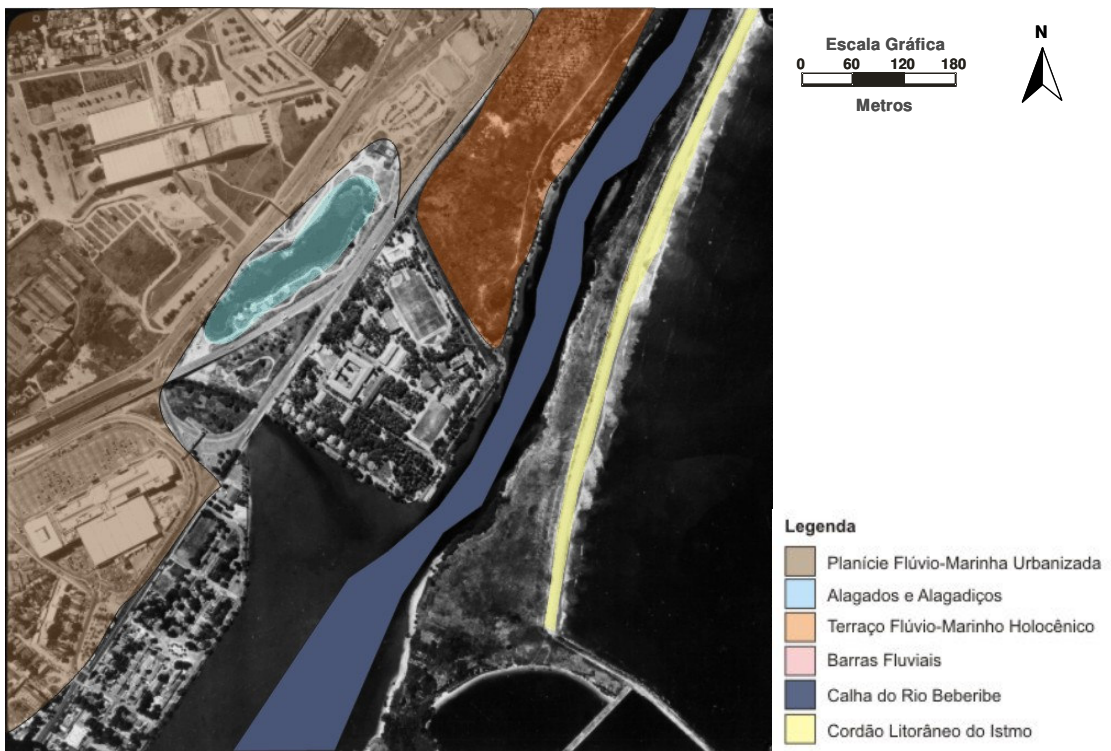 Escala Gráfica
0 60 120 180
Metros
N
Legenda
Planície Flúvio-Marinha Urbanizada
Alagados e Alagadiços
Terraço Flúvio-Marinho Holocênico
Barras Fluviais
Calha do Rio Beberibe
Cordão Litorâneo do Istmo